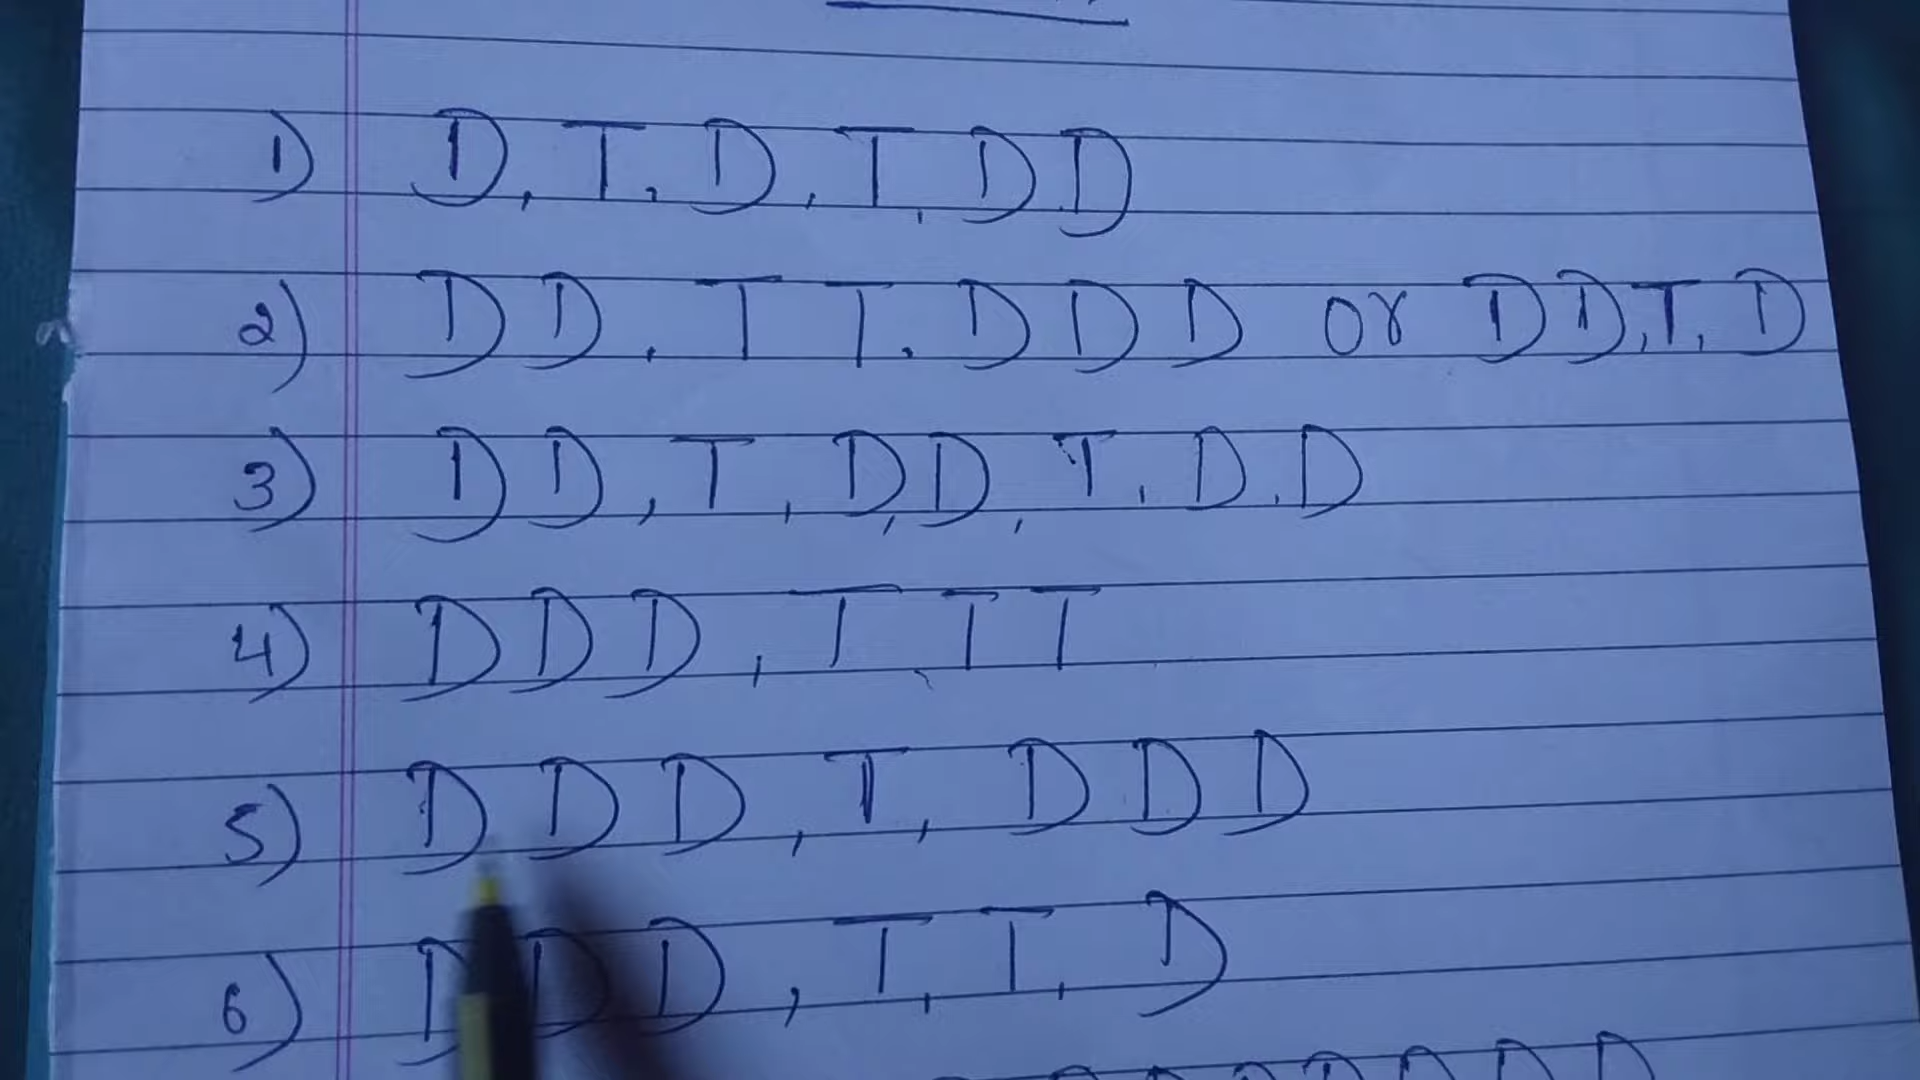 1) D, T, D, T, D D
2) D D, T T. D D D or D D, T, D
3) D D, T, D, D, T, D, D
4) D D D, T T T
5) D D D, T, D D D
6) D D D, T, T, D